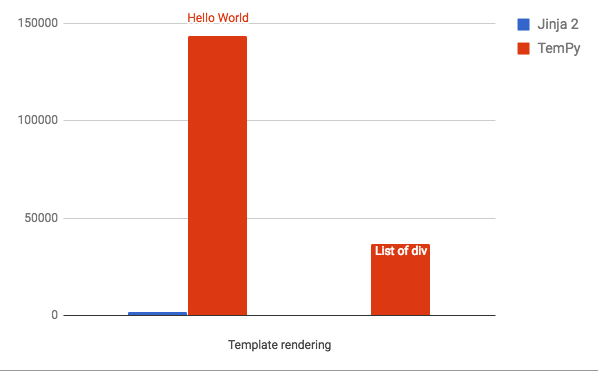 Hello World
150000
Jinja 2
TemPy
100000
50000
List of div
0
Template rendering